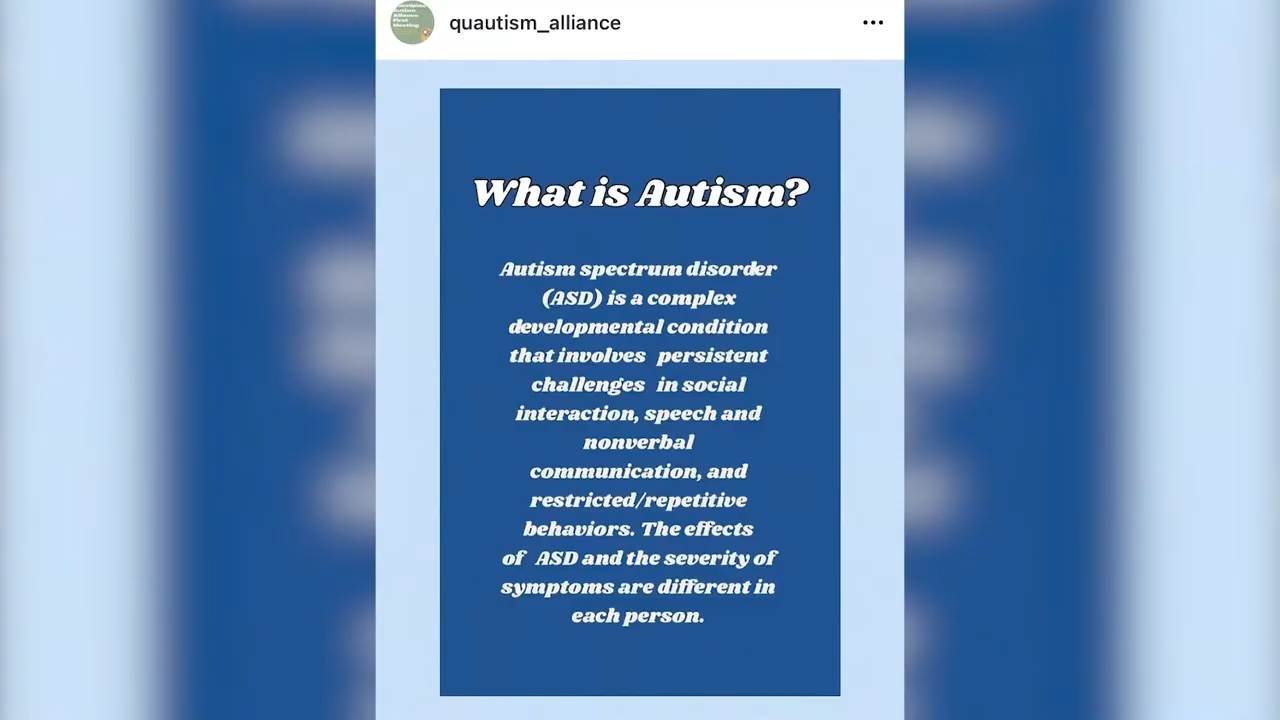 quautism_alliance
What is Autism?
Autism spectrum disorder
(ASD) is a complex
developmental condition
that involves persistent
challenges in social
interaction, speech and
nonverbal
communication, and
restricted/repetitive
behaviors. The effects
of ASD and the severity of
symptoms are different in
each person.